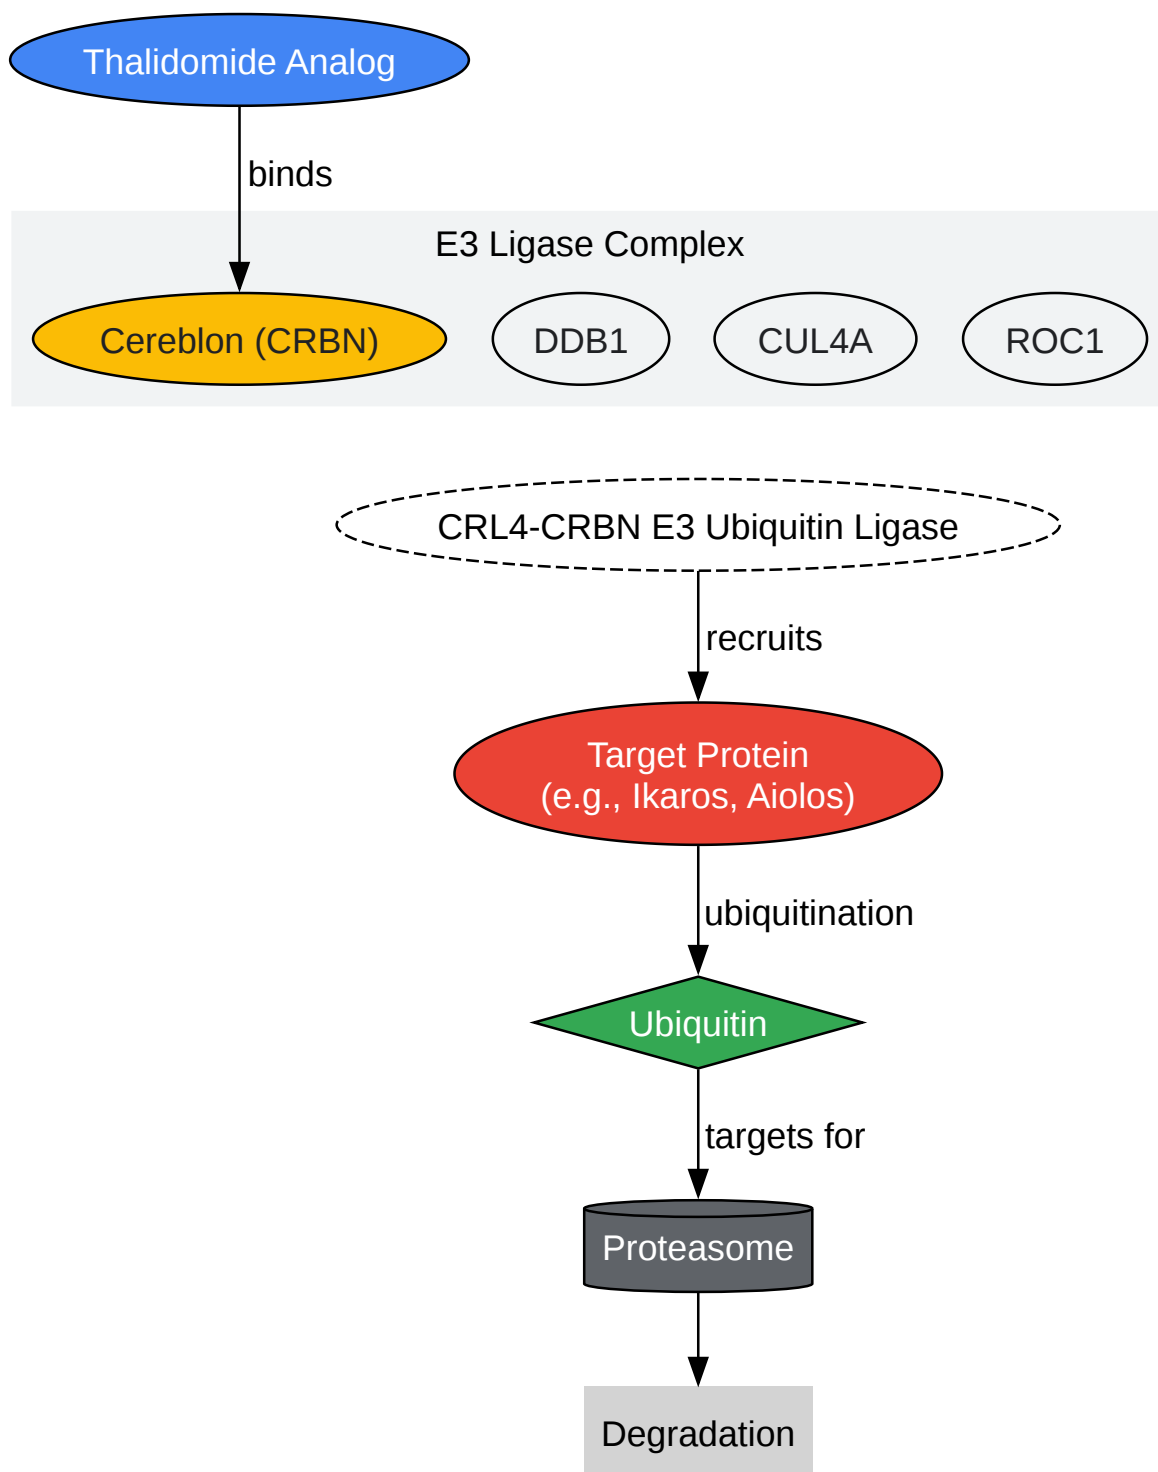 Thalidomide Analog
binds
E3 Ligase Complex
Cereblon (CRBN)
DDB1
CUL4A
ROC1
CRL4-CRBN E3 Ubiquitin Ligase
recruits
Target Protein
(e.g., Ikaros, Aiolos)
ubiquitination
Ubiquitin
targets for
Proteasome
Degradation